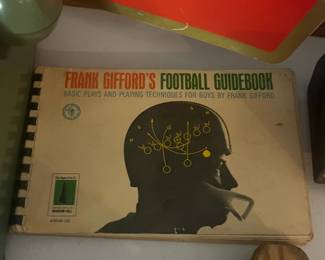 FRANK GIFFORD'S FOOTBALL GUIDEBOOK
BASIC PLAYS AND PLAYING TECHNIQUES FOR BOYS BY FRANK GIFFORD